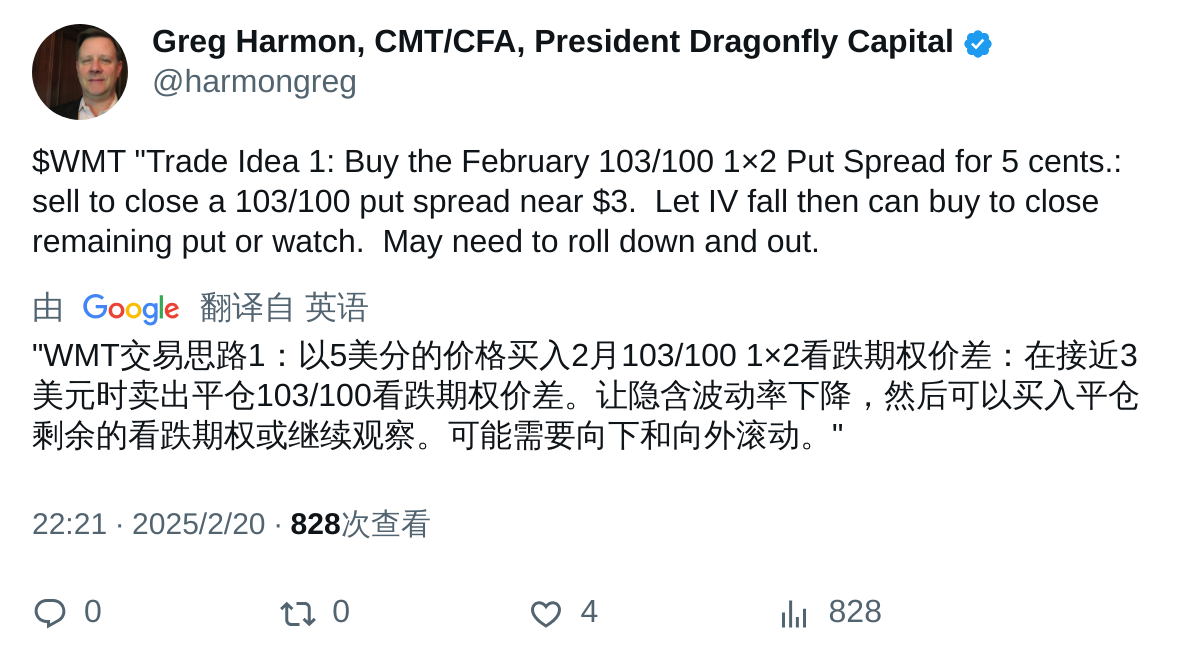 Greg Harmon, CMT/CFA, President Dragonfly Capital
@harmongreg
$WMT "Trade Idea 1: Buy the February 103/100 1×2 Put Spread for 5 cents.:
sell to close a 103/100 put spread near $3.  Let IV fall then can buy to close
remaining put or watch.  May need to roll down and out.
由 Google 翻译自 英语
"WMT交易思路1：以5美分的价格买入2月103/100 1×2看跌期权价差：在接近3
美元时卖出平仓103/100看跌期权价差。让隐含波动率下降，然后可以买入平仓
剩余的看跌期权或继续观察。可能需要向下和向外滚动。"
22:21 · 2025/2/20 · 828次查看
0 0 4 828